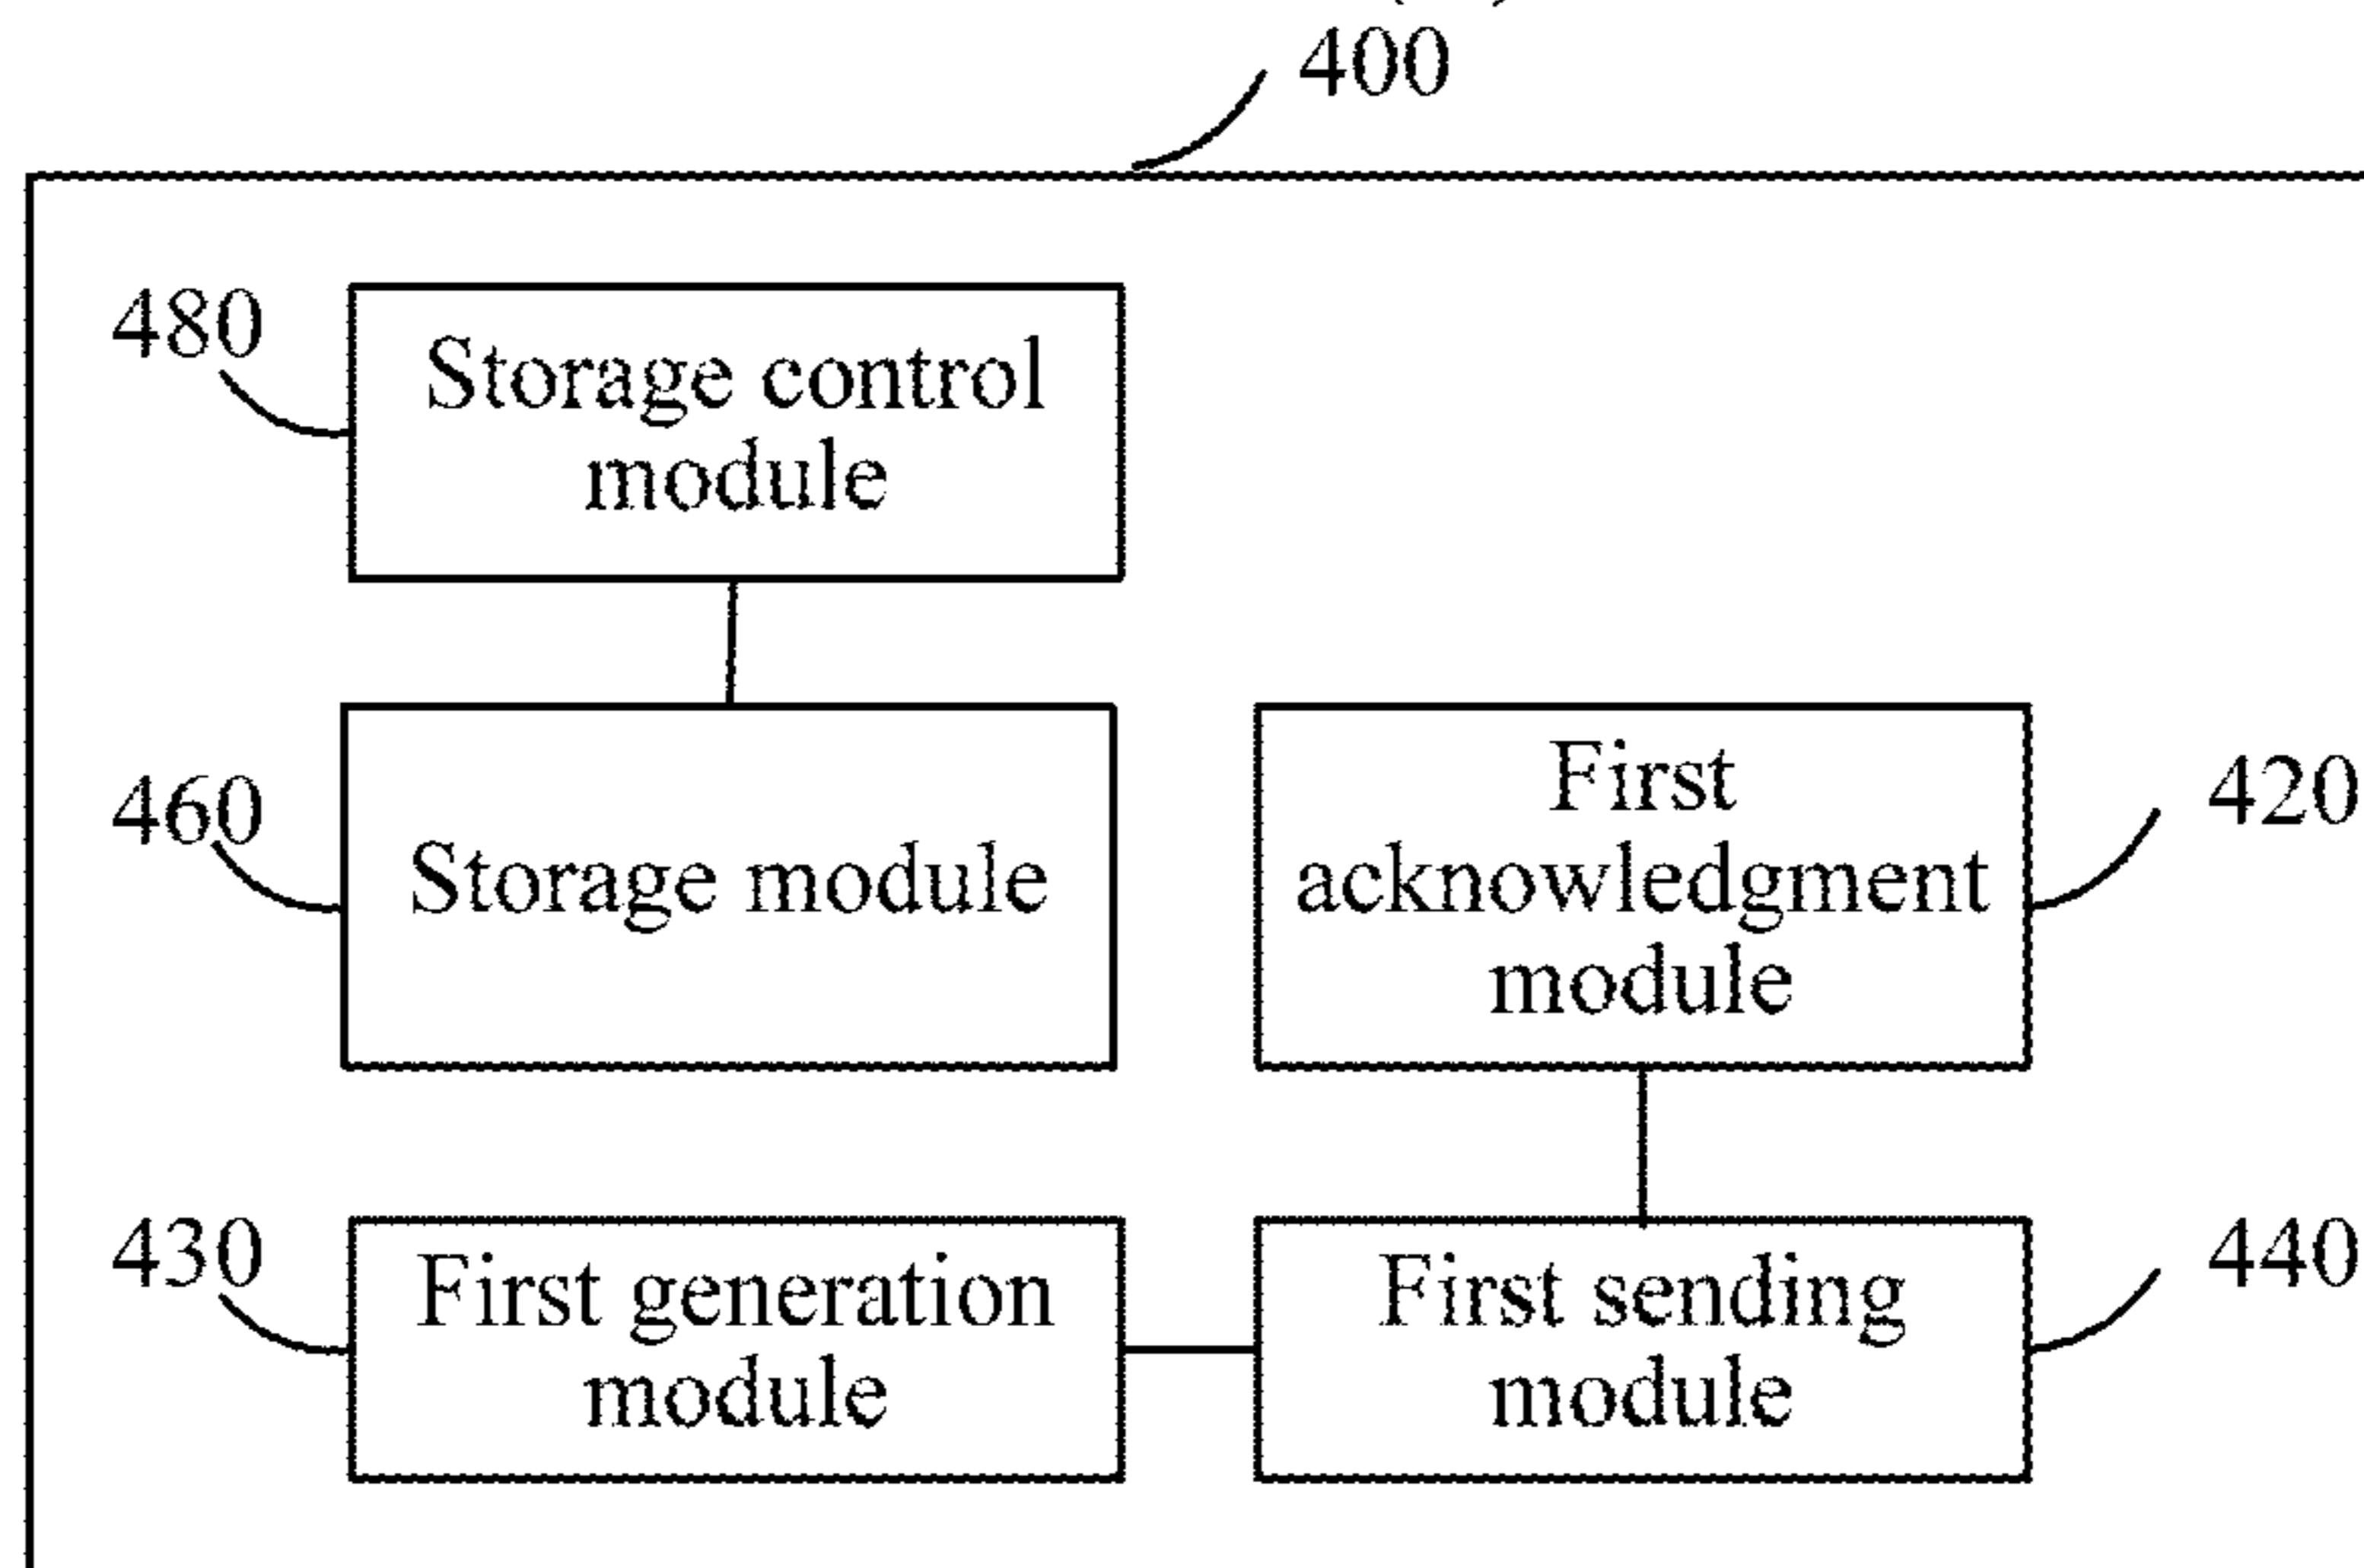 400
480
Storage control
module
460
Storage module
First
acknowledgment
module
420
430
First generation
module
First sending
module
440